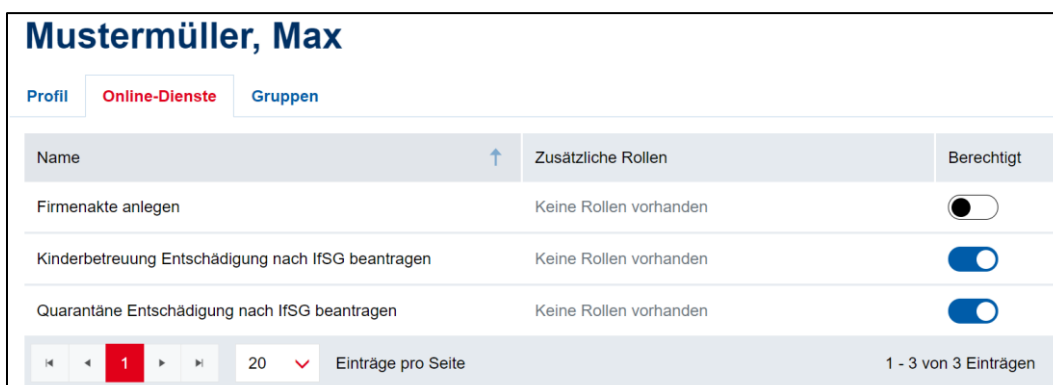 Mustermüller, Max
Profil Online-Dienste Gruppen
Name Zusätzliche Rollen Berechtigt
Firmenakte anlegen Keine Rollen vorhanden
Kinderbetreuung Entschädigung nach IfSG beantragen Keine Rollen vorhanden
Quarantäne Entschädigung nach IfSG beantragen Keine Rollen vorhanden
1 20 Einträge pro Seite 1 - 3 von 3 Einträgen